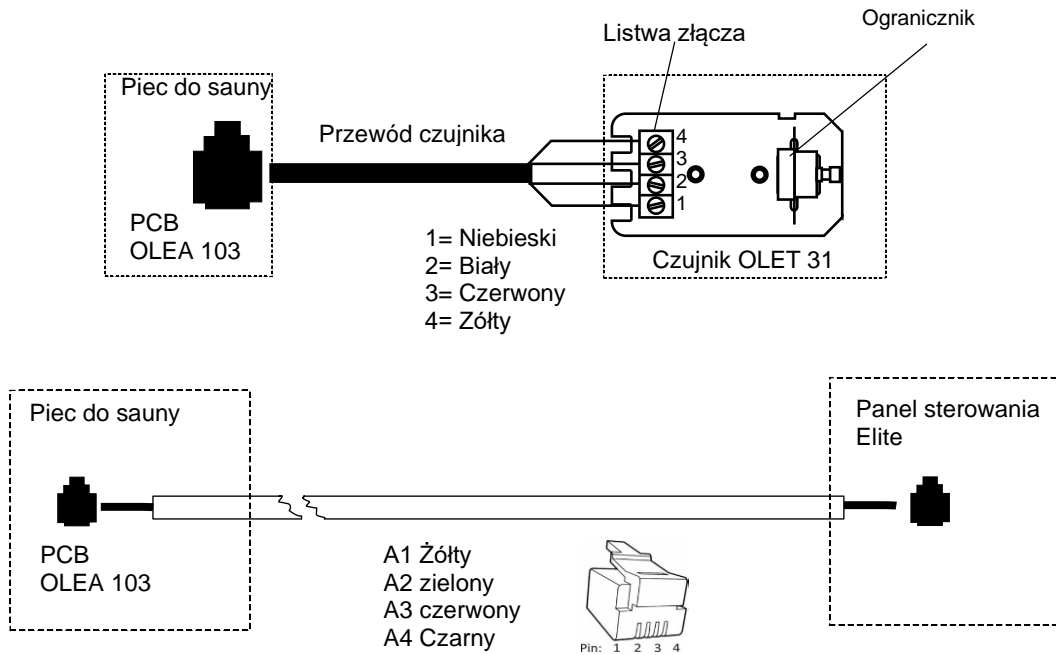 Ogranicznik
Listwa złącza
Piec do sauny
Przewód czujnika
4
3
2
1
PCB
OLEA 103
1= Niebieski
2= Biały
3= Czerwony
4= Zółty
Czujnik OLET 31
Piec do sauny
Panel sterowania
Elite
PCB
OLEA 103
A1 Żółty
A2 zielony
A3 czerwony
A4 Czarny
Pin: 1 2 3 4